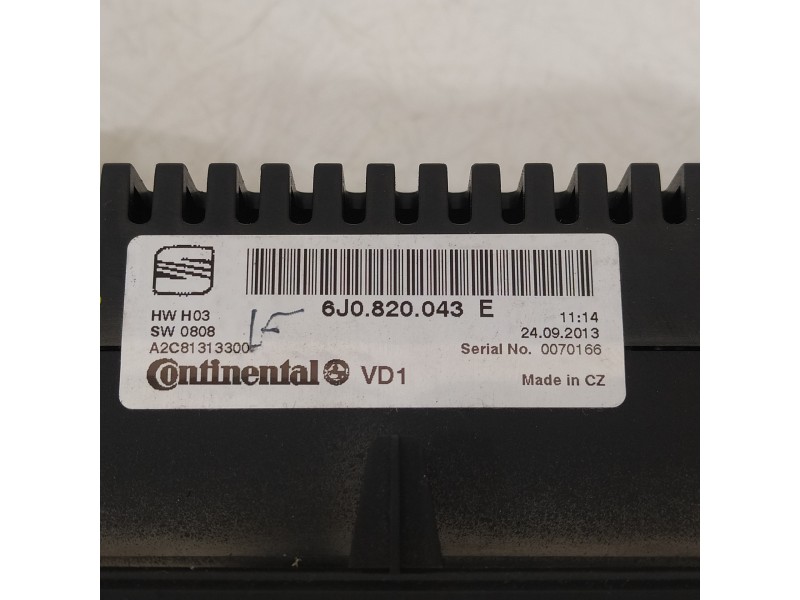 6J0.820.043 E
HW H03
11:14
SW 0808
24.09.2013
A2C81313300
Serial No. 0070166
Continental VD1
Made in CZ